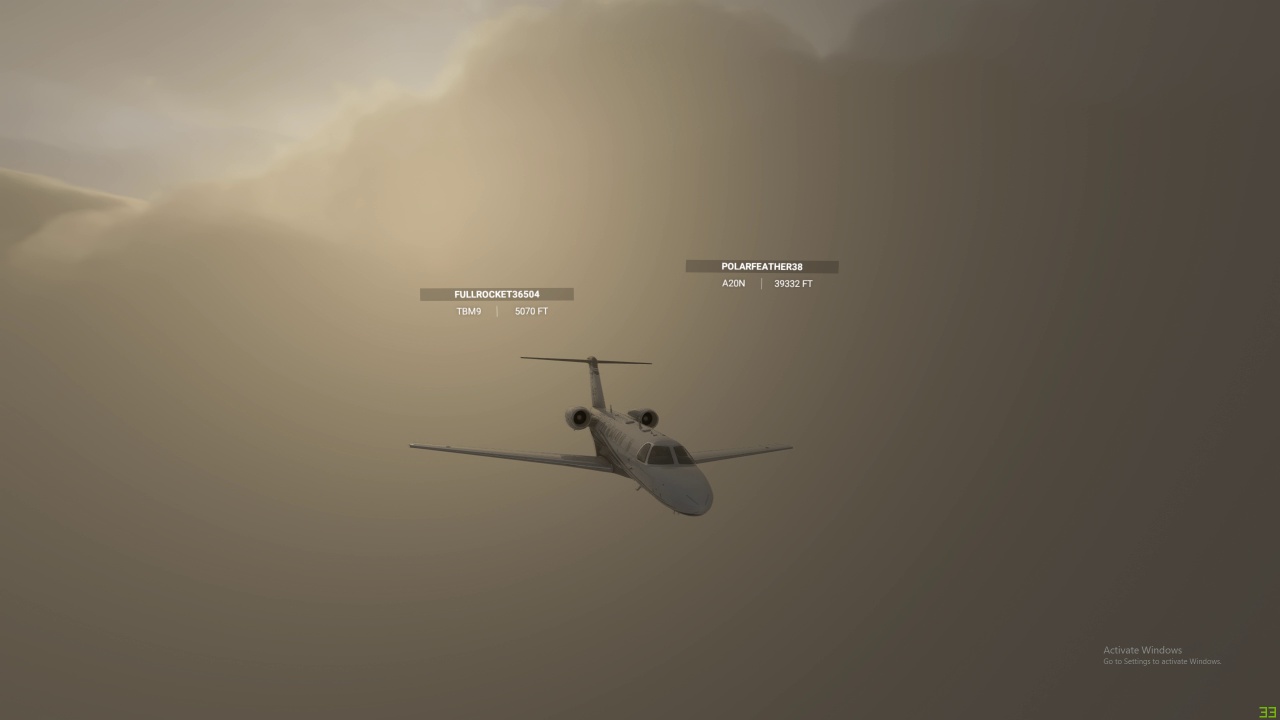 POLARFEATHER38
A20N | 39332 FT
FULLROCKET36504
TBM9 | 5070 FT
Activate Windows
Go to Settings to activate Windows.
33